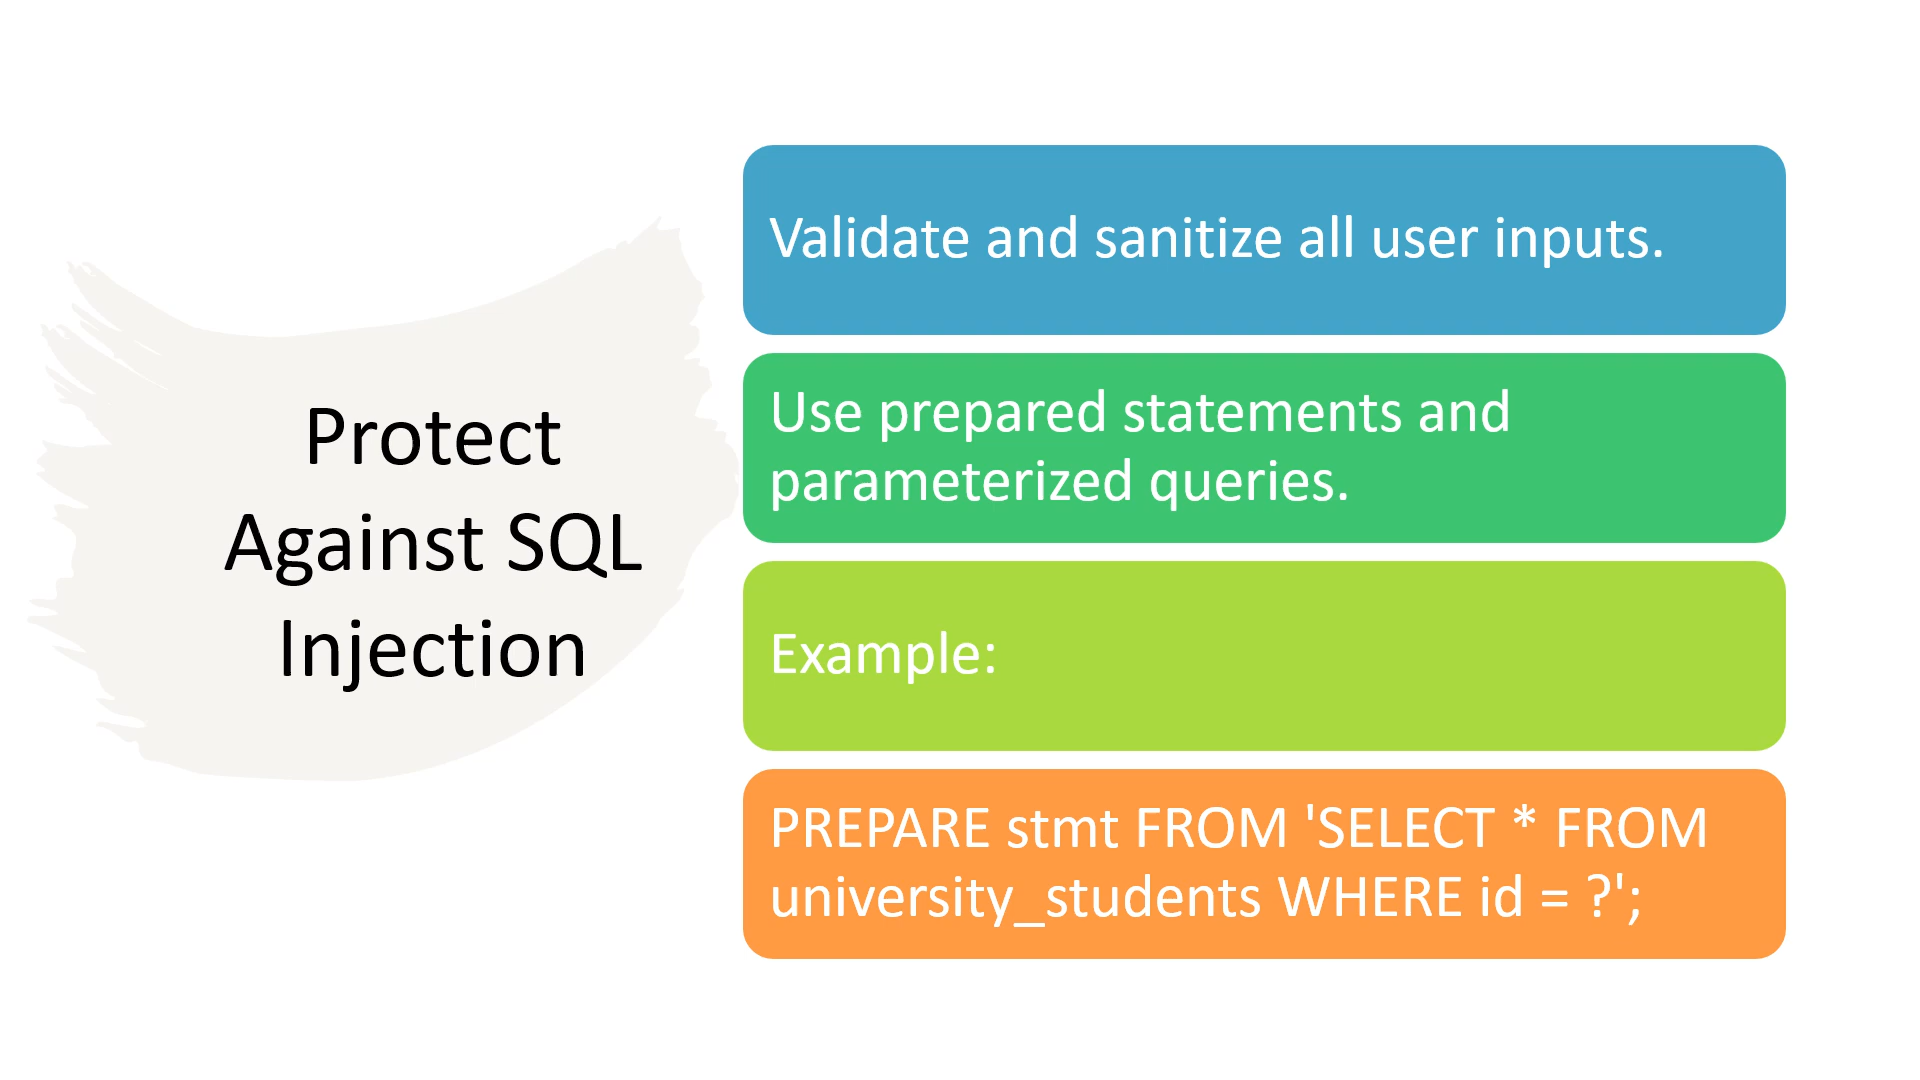 Protect
Against SQL
Injection
Validate and sanitize all user inputs.
Use prepared statements and
parameterized queries.
Example:
PREPARE stmt FROM 'SELECT * FROM
university_students WHERE id = ?';